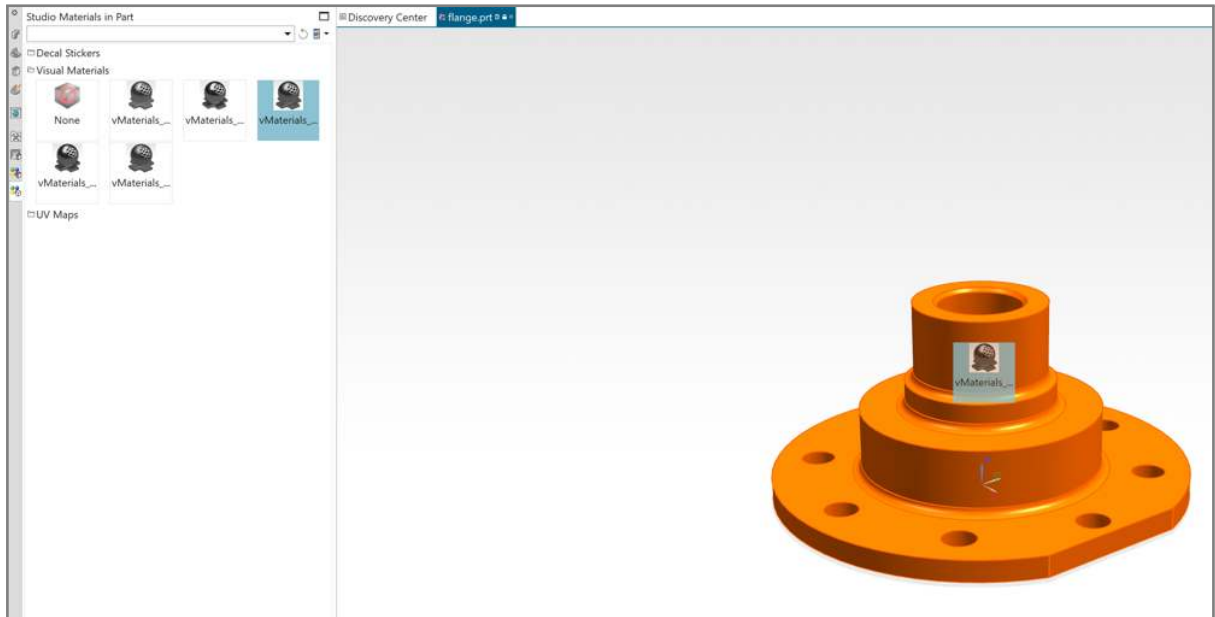 Studio Materials in Part
Discovery Center
flange.prt
Decal Stickers
Visual Materials
None
vMaterials_...
vMaterials_...
vMaterials_...
vMaterials_...
vMaterials_...
UV Maps
vMaterials_...